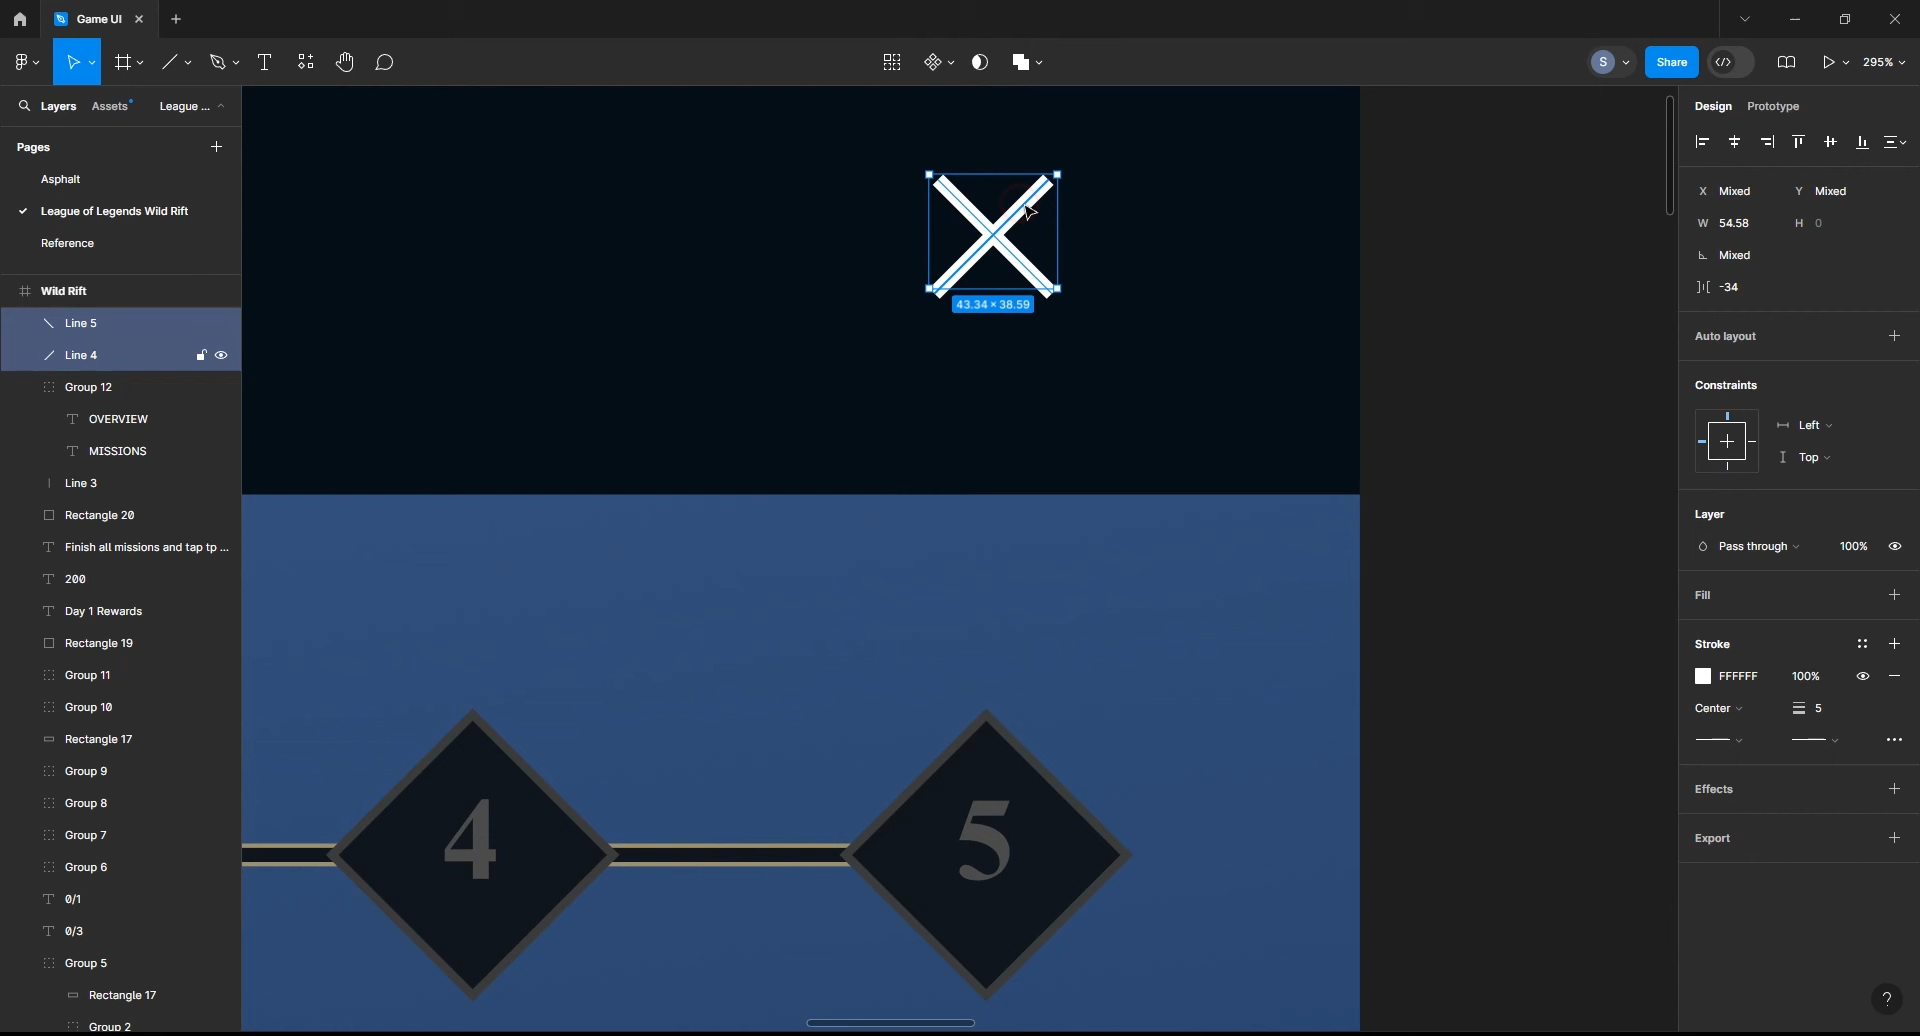 Game UI
S
Share
295%
Layers Assets League ...
Pages
Asphalt
League of Legends Wild Rift
Reference
Wild Rift
Line 5
Line 4
Group 12
OVERVIEW
MISSIONS
Line 3
Rectangle 20
Finish all missions and tap tp ...
200
Day 1 Rewards
Rectangle 19
Group 11
Group 10
Rectangle 17
Group 9
Group 8
Group 7
Group 6
0/1
0/3
Group 5
Rectangle 17
Group 2
43.34 × 38.59
4
5
Design Prototype
X Mixed Y Mixed
W 54.58 H 0
Mixed
-34
Auto layout
Constraints
Left
Top
Layer
Pass through 100%
Fill
Stroke
FFFFFF 100%
Center 5
Effects
Export
?